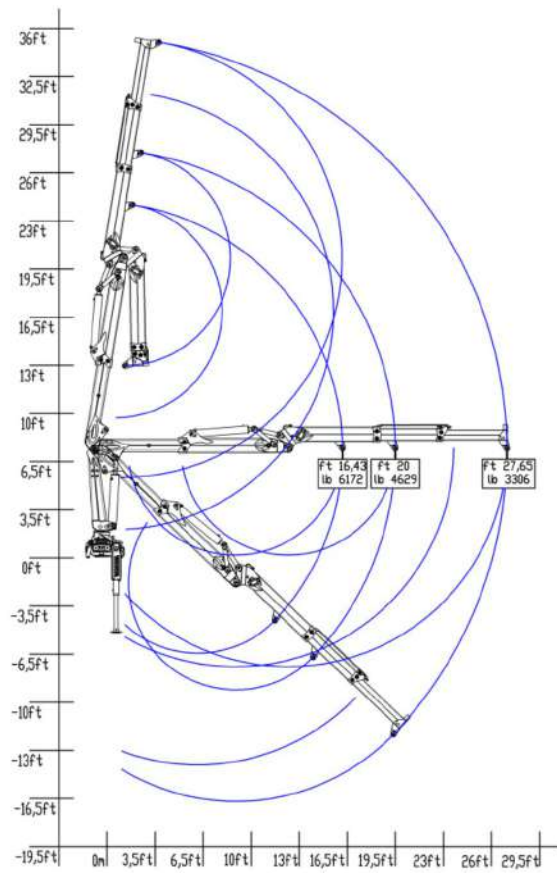 36ft
32,5ft
29,5ft
26ft
23ft
19,5ft
16,5ft
13ft
10ft
6,5ft
ft 16,43
lb 6172
ft 20
lb 4629
ft 27,65
lb 3306
3,5ft
0ft
-3,5ft
-6,5ft
-10ft
-13ft
-16,5ft
-19,5ft
0m 3,5ft 6,5ft 10ft 13ft 16,5ft 19,5ft 23ft 26ft 29,5ft